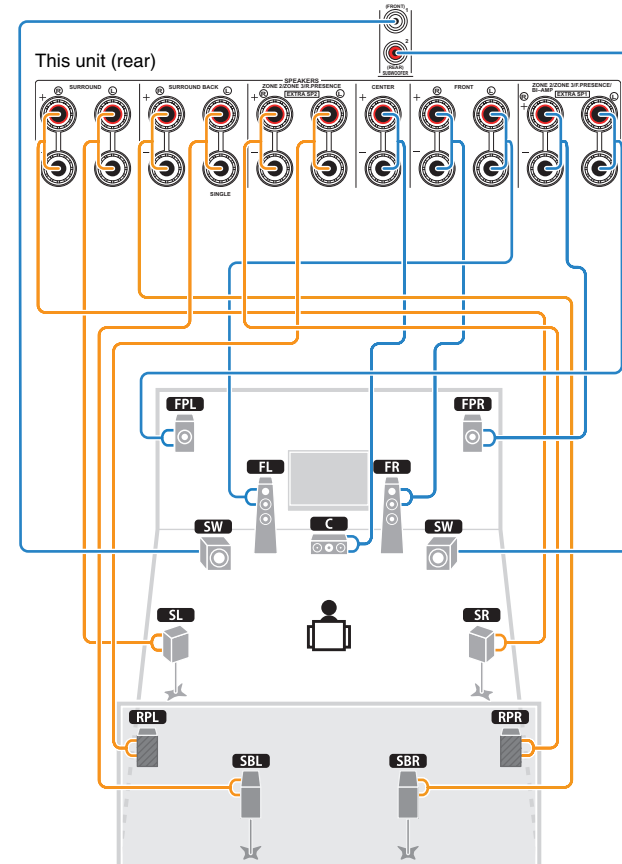 (FRONT)
1
2
(REAR)
SUBWOOFER
This unit (rear)
SPEAKERS
+ R SURROUND L
+ R SURROUND BACK L
ZONE 2/ZONE 3/R.PRESENCE
+ R EXTRA SP2 L
CENTER
+
R FRONT L
+
ZONE 2/ZONE 3/F.PRESENCE/
BI-AMP EXTRA SP1
R L
+
− − − − − −
SINGLE
FPL FPR
FL FR
SW C SW
SL SR
RPL RPR
SBL SBR